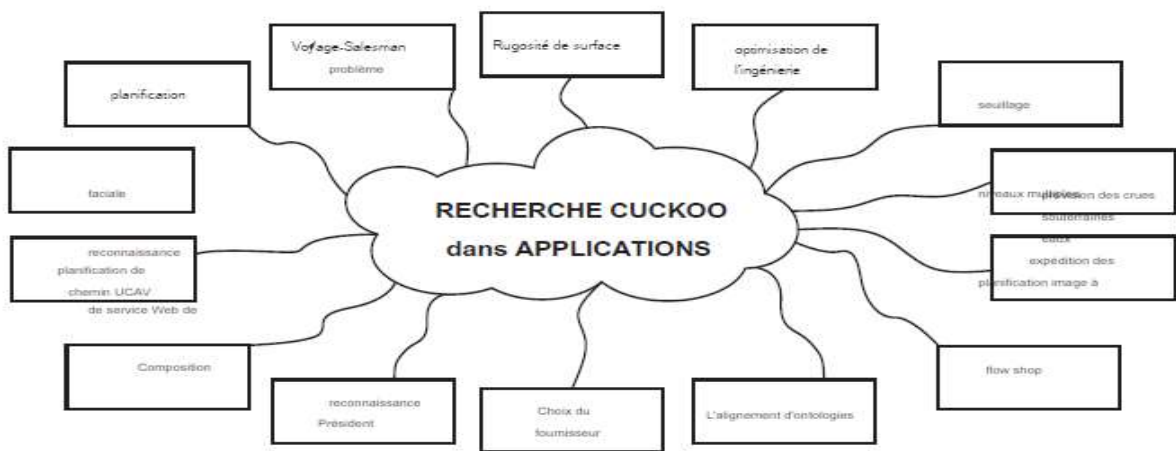 Voyage-Salesman
problème
Rugosité de surface
optimisation de
l'ingénierie
planification
seuillage
faciale
niveaux multiples
prévision des crues
souterraines
eaux
RECHERCHE CUCKOO
dans APPLICATIONS
reconnaissance
planification de
chemin UCAV
de service Web de
expédition des
planification image à
Composition
flow shop
reconnaissance
Président
Choix du
fournisseur
L'alignement d'ontologies